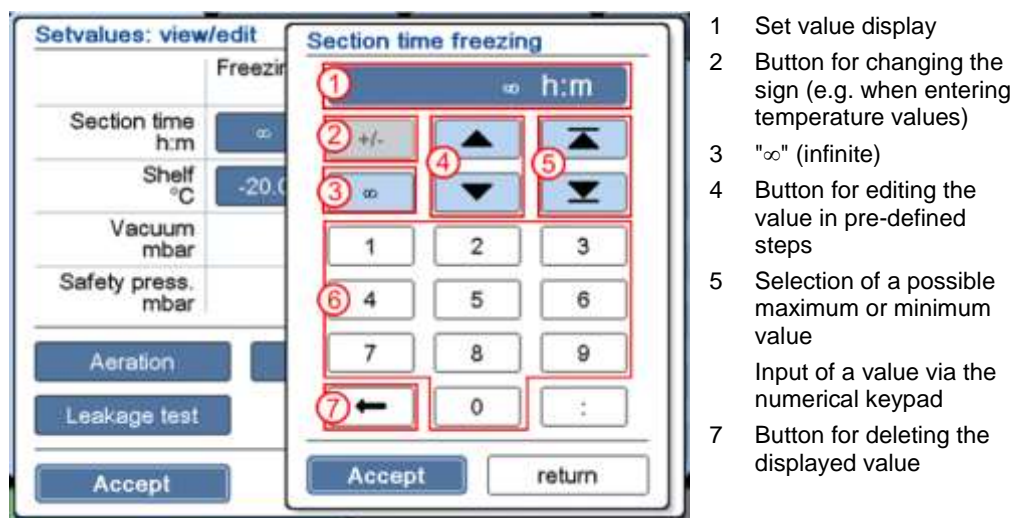 Setvalues: view/edit
Freezin
Section time
h:m
∞
Shelf
°C
-20.0
Vacuum
mbar
Safety press.
mbar
Aeration
Leakage test
Accept
Section time freezing
1
∞ h:m
2 +/-
4
5
3 ∞
1 2 3
6 4 5 6
7 8 9
7 0 :
Accept return
1 Set value display
2 Button for changing the
sign (e.g. when entering
temperature values)
3 "∞" (infinite)
4 Button for editing the
value in pre-defined
steps
5 Selection of a possible
maximum or minimum
value
Input of a value via the
numerical keypad
7 Button for deleting the
displayed value